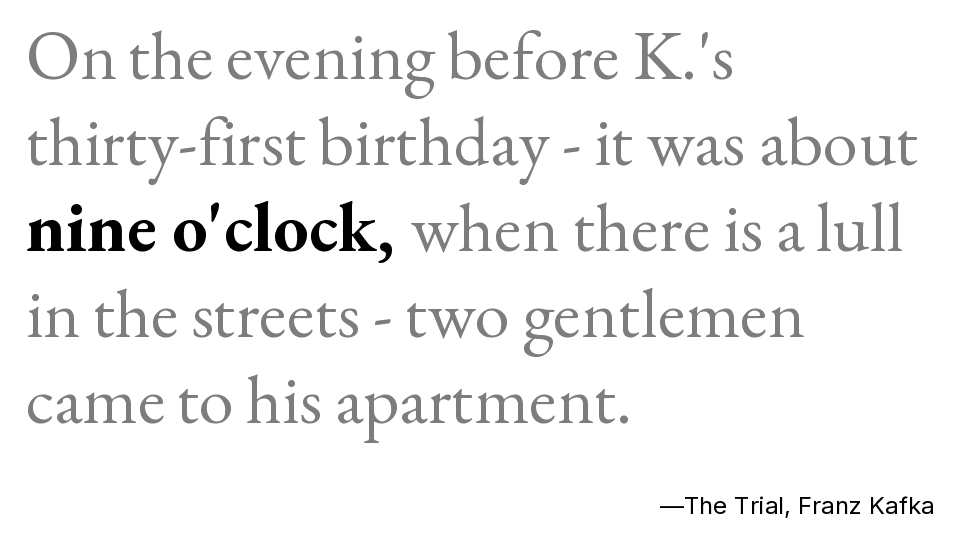 On the evening before K.'s
thirty-first birthday - it was about
nine o'clock, when there is a lull
in the streets - two gentlemen
came to his apartment.
—The Trial, Franz Kafka